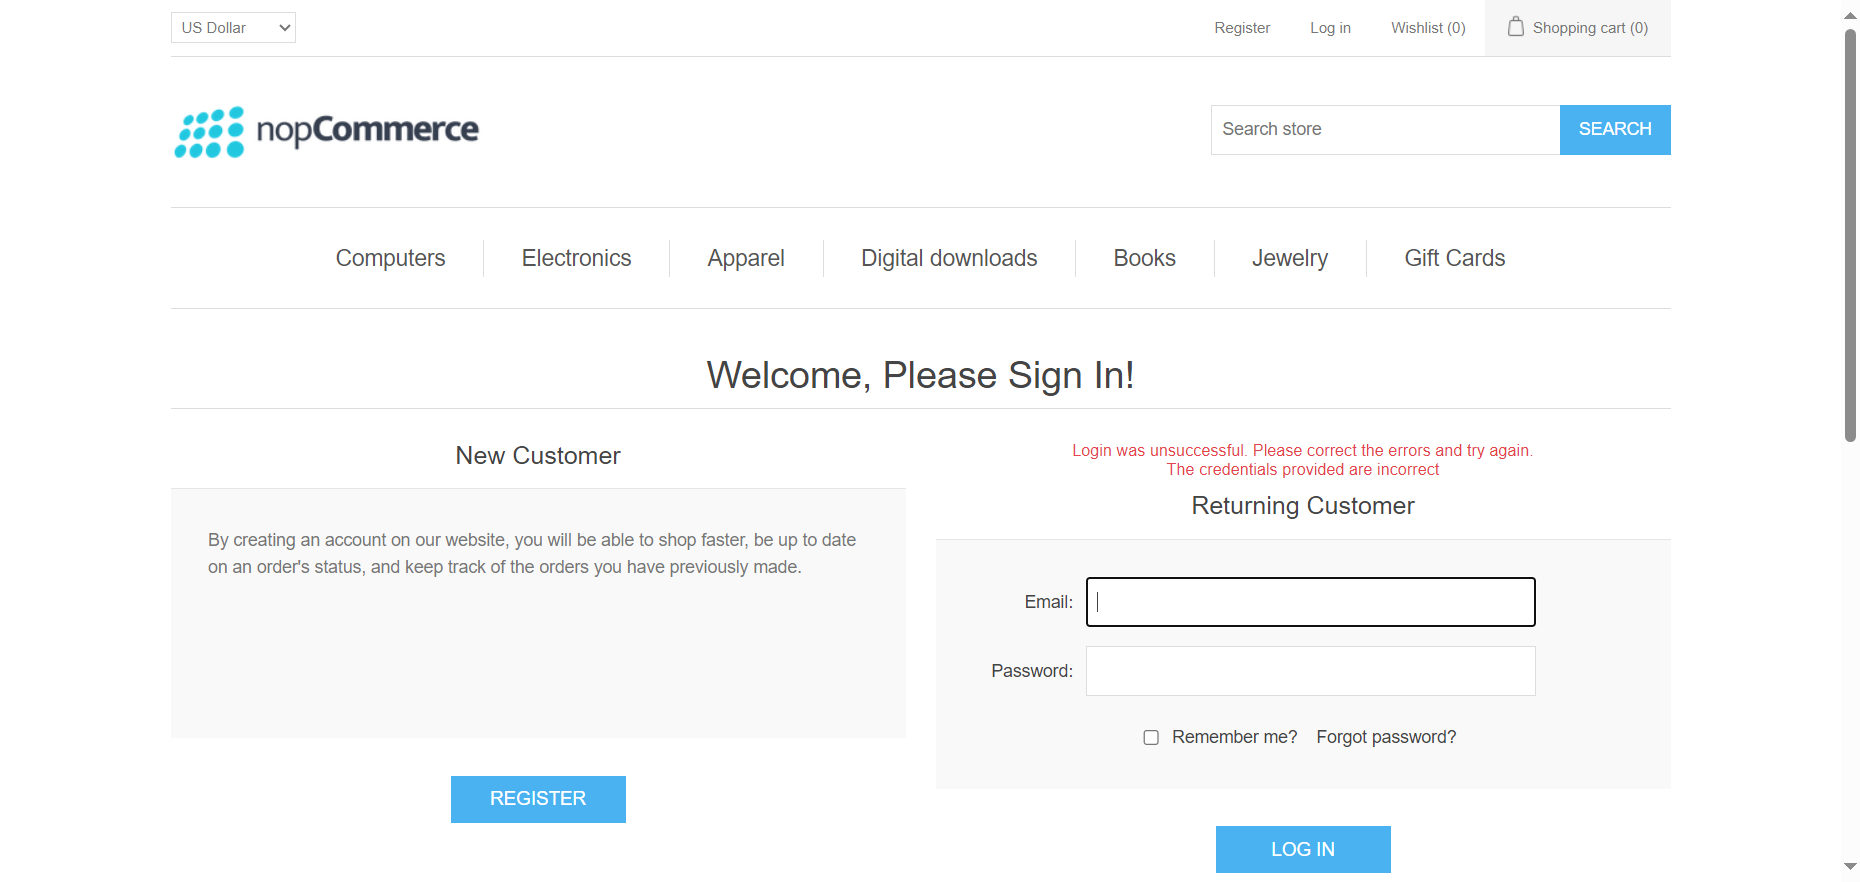 US Dollar
Register
Log in
Wishlist (0)
Shopping cart (0)
nopCommerce
Search store
SEARCH
Computers
Electronics
Apparel
Digital downloads
Books
Jewelry
Gift Cards
Welcome, Please Sign In!
New Customer
By creating an account on our website, you will be able to shop faster, be up to date
on an order's status, and keep track of the orders you have previously made.
REGISTER
Login was unsuccessful. Please correct the errors and try again.
The credentials provided are incorrect
Returning Customer
Email:
Password:
Remember me?
Forgot password?
LOG IN